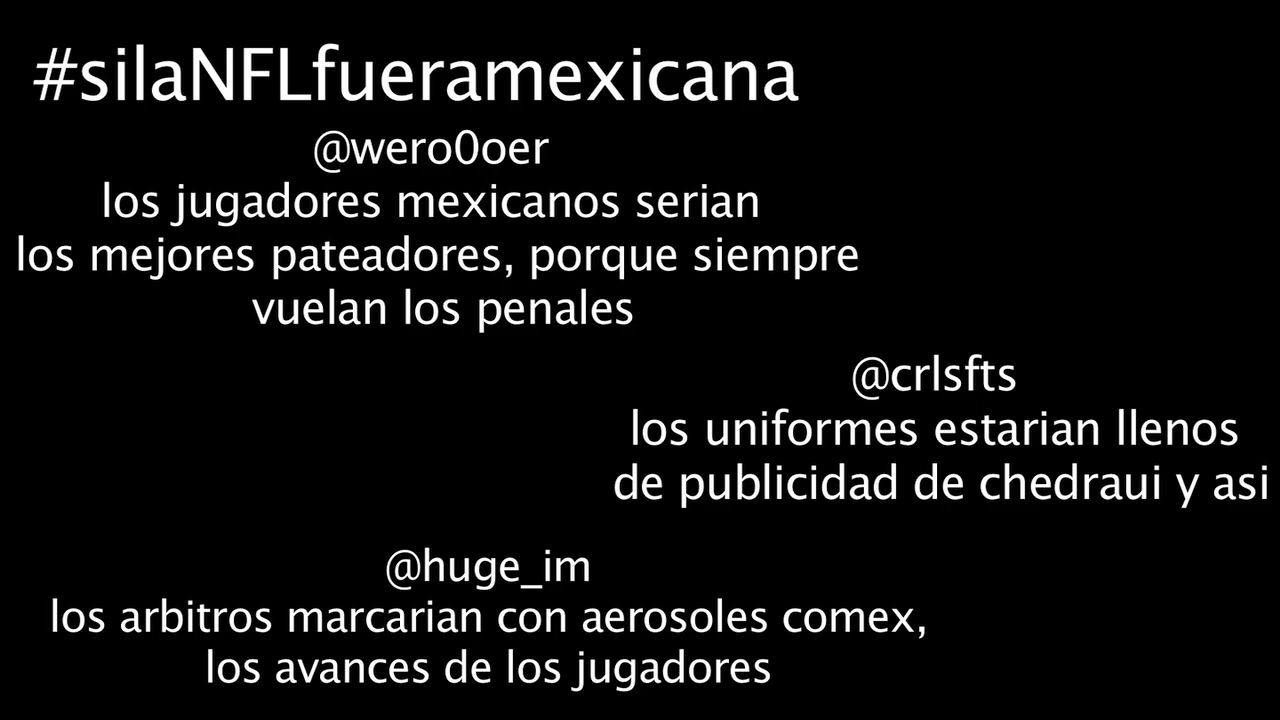 #silaNFLfueramexicana
@wero0oer
los jugadores mexicanos serian
los mejores pateadores, porque siempre
vuelan los penales
@crlsfts
los uniformes estarian llenos
de publicidad de chedraui y asi
@huge_im
los arbitros marcarian con aerosoles comex,
los avances de los jugadores